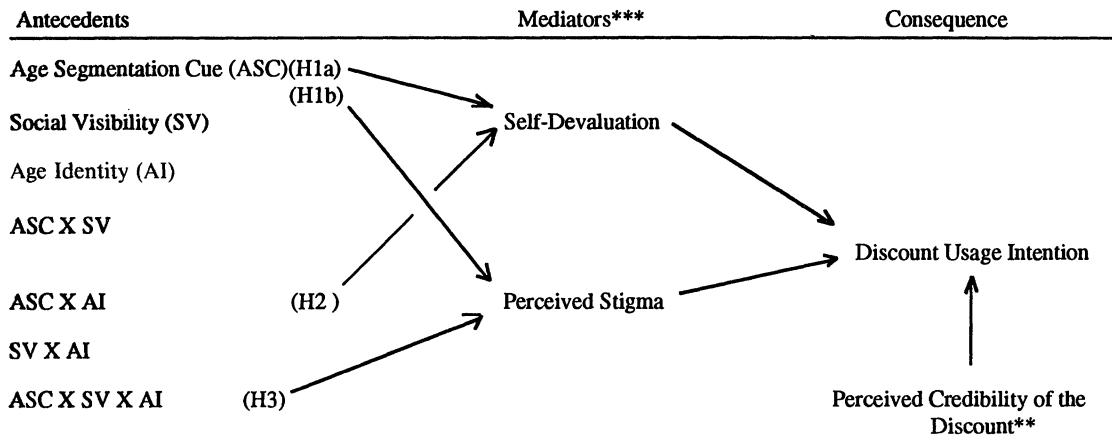 Antecedents Mediators*** Consequence
Age Segmentation Cue (ASC)(H1a)
(H1b)
Social Visibility (SV) Self-Devaluation
Age Identity (AI)
ASC X SV
Discount Usage Intention
ASC X AI (H2 ) Perceived Stigma
SV X AI
ASC X SV X AI (H3) Perceived Credibility of the
Discount**